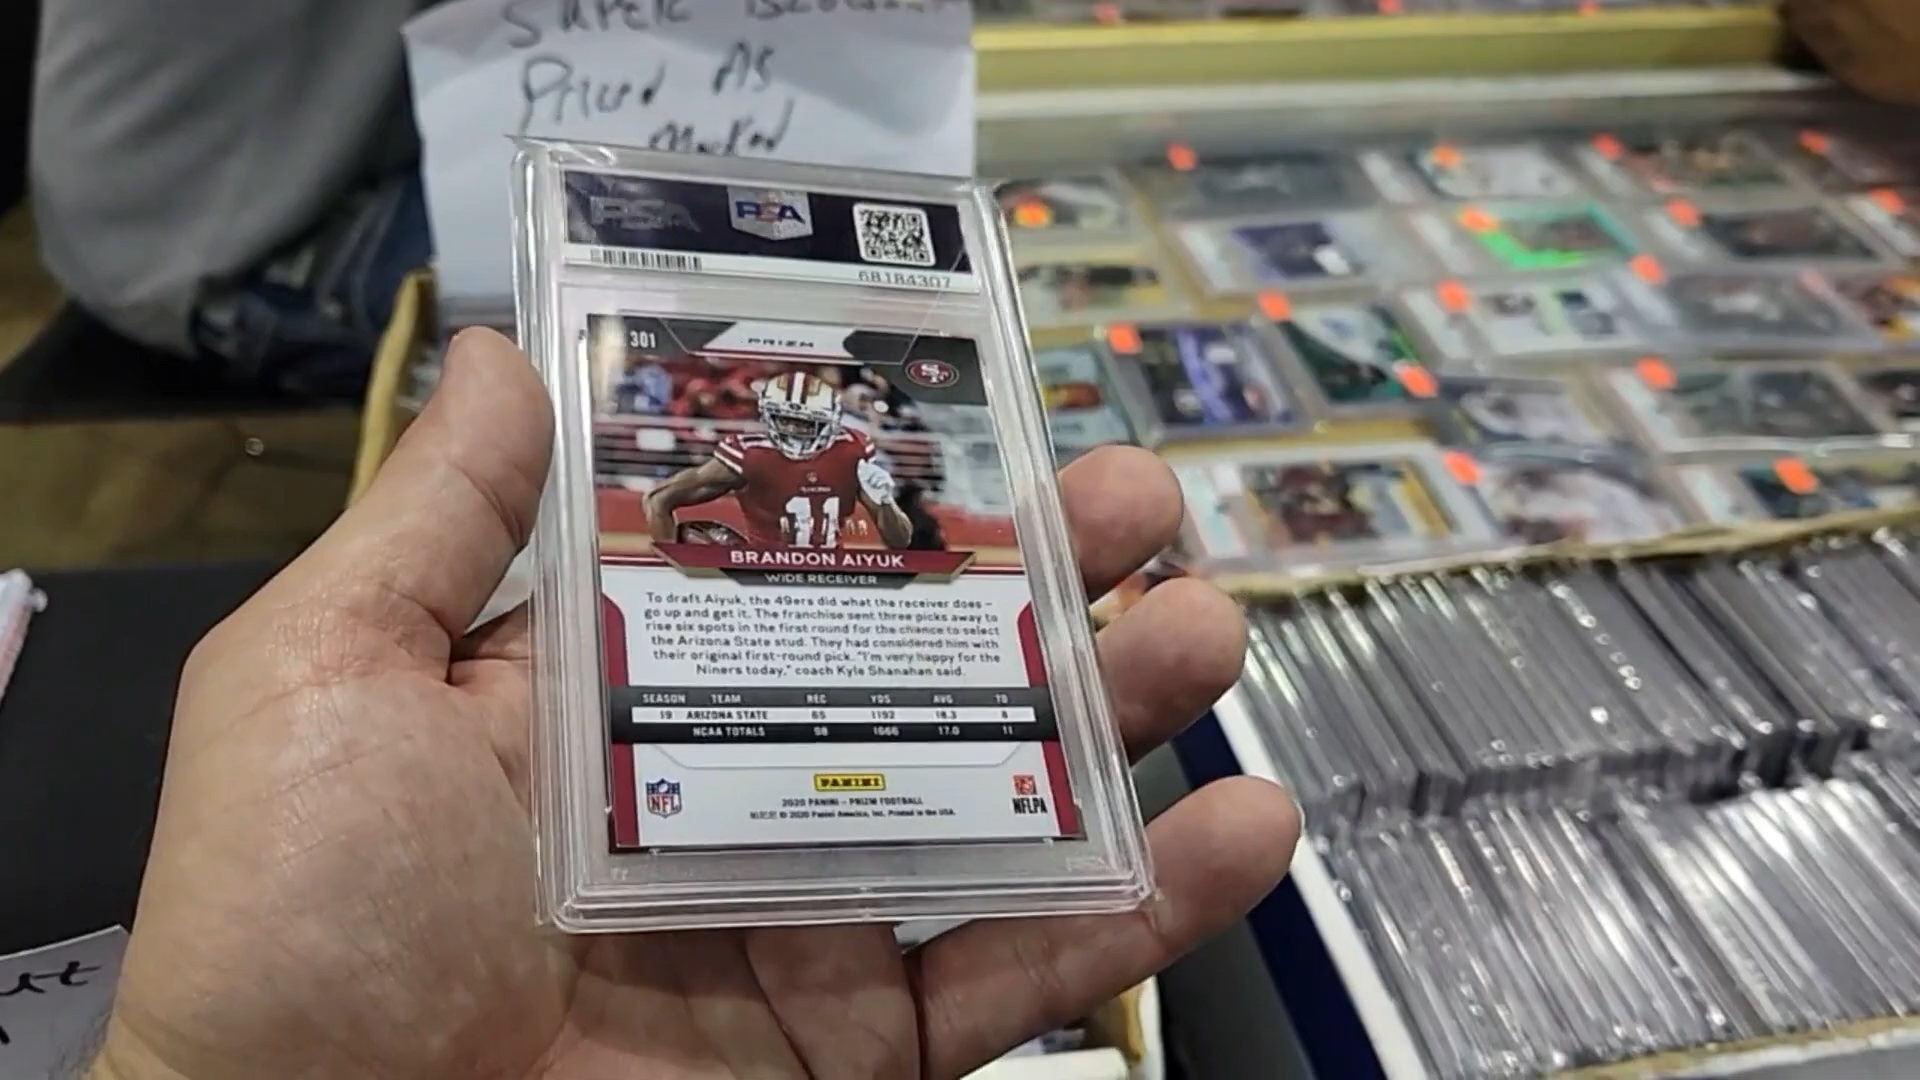 Priced As
Marked
PSA
PSA
68184307
301
PRIZM
SF
11
BRANDON AIYUK
WIDE RECEIVER
To draft Aiyuk, the 49ers did what the receiver does –
go up and get it. The franchise sent three picks away to
rise six spots in the first round for the chance to select
the Arizona State stud. They had considered him with
their original first-round pick. "I'm very happy for the
Niners today," coach Kyle Shanahan said.
SEASON TEAM REC YDS AVG TD
19 ARIZONA STATE 65 1192 18.3 8
NCAA TOTALS 98 1666 17.0 11
PANINI
NFL
NFLPA
2020 PANINI – PRIZM FOOTBALL
© 2020 Panini America, Inc. Printed in the USA.